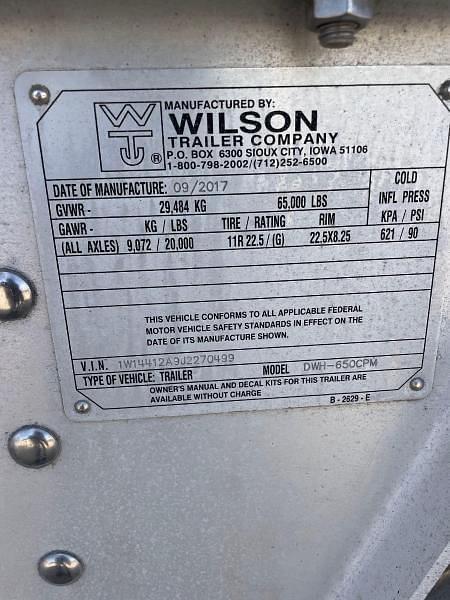 MANUFACTURED BY:
WILSON
TRAILER COMPANY
P.O. BOX 6300 SIOUX CITY, IOWA 51106
1-800-798-2002/(712)252-6500
WT ®
DATE OF MANUFACTURE: 09/2017 COLD
GVWR - 29,484 KG 65,000 LBS INFL PRESS
GAWR - KG / LBS TIRE / RATING RIM KPA / PSI
(ALL AXLES) 9,072 / 20,000 11R 22.5 / (G) 22.5X8.25 621 / 90
THIS VEHICLE CONFORMS TO ALL APPLICABLE FEDERAL
MOTOR VEHICLE SAFETY STANDARDS IN EFFECT ON THE
DATE OF ITS MANUFACTURE SHOWN.
V.I.N. 1W14412A9J2270499 MODEL DWH-650CPM
TYPE OF VEHICLE: TRAILER
OWNER'S MANUAL AND DECAL KITS FOR THIS TRAILER ARE
AVAILABLE WITHOUT CHARGE B - 2629 - E